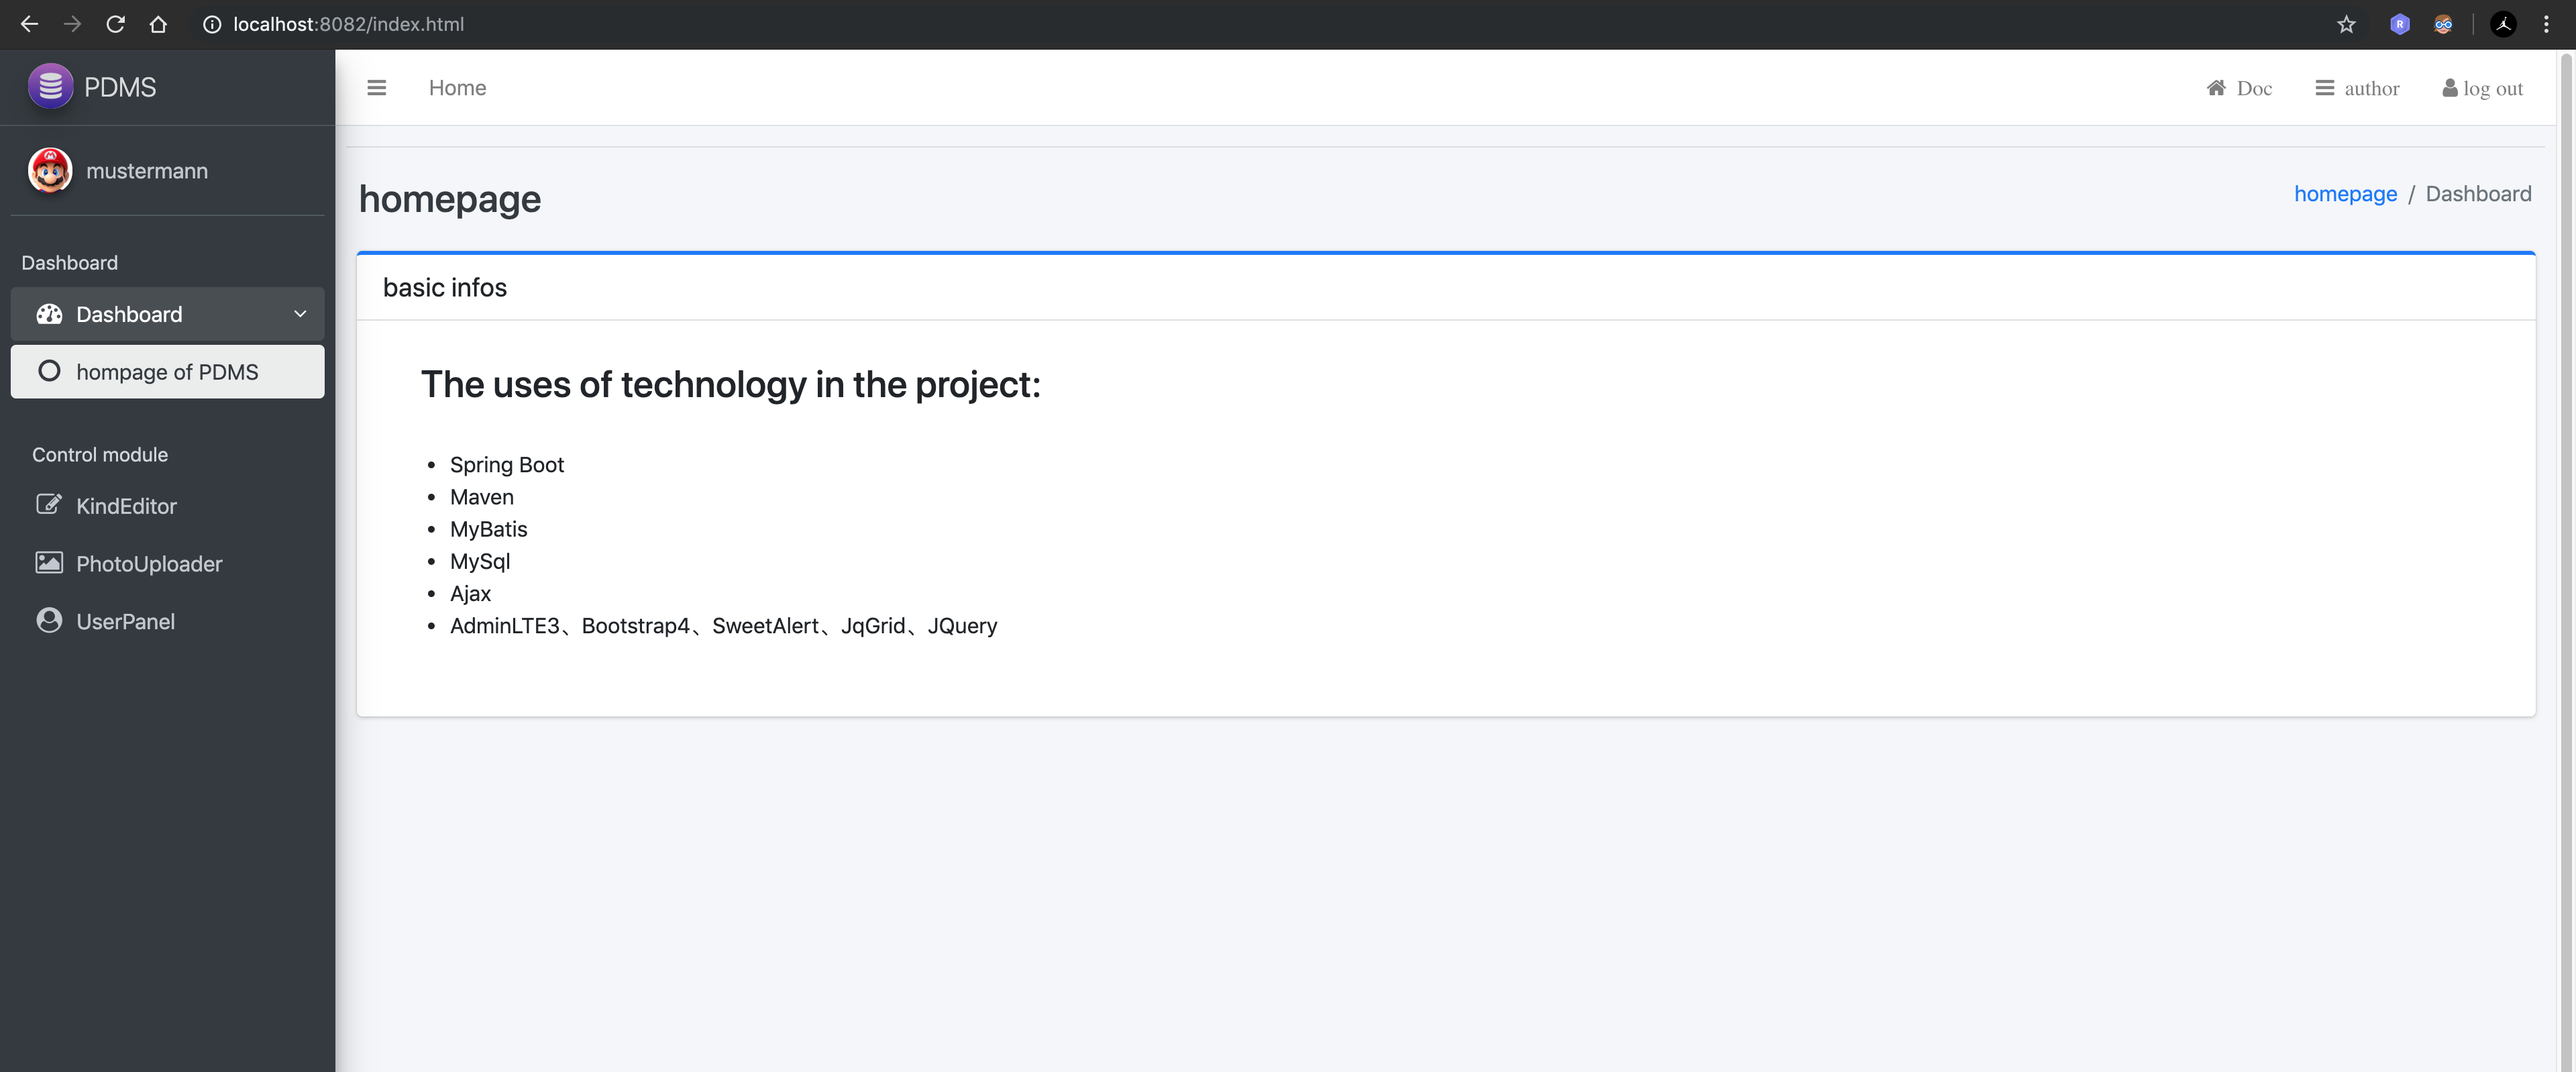 localhost:8082/index.html
PDMS
Home
Doc
author
log out
mustermann
homepage
homepage / Dashboard
Dashboard
Dashboard
hompage of PDMS
Control module
KindEditor
PhotoUploader
UserPanel
basic infos
The uses of technology in the project:
Spring Boot
Maven
MyBatis
MySql
Ajax
AdminLTE3、Bootstrap4、SweetAlert、JqGrid、JQuery